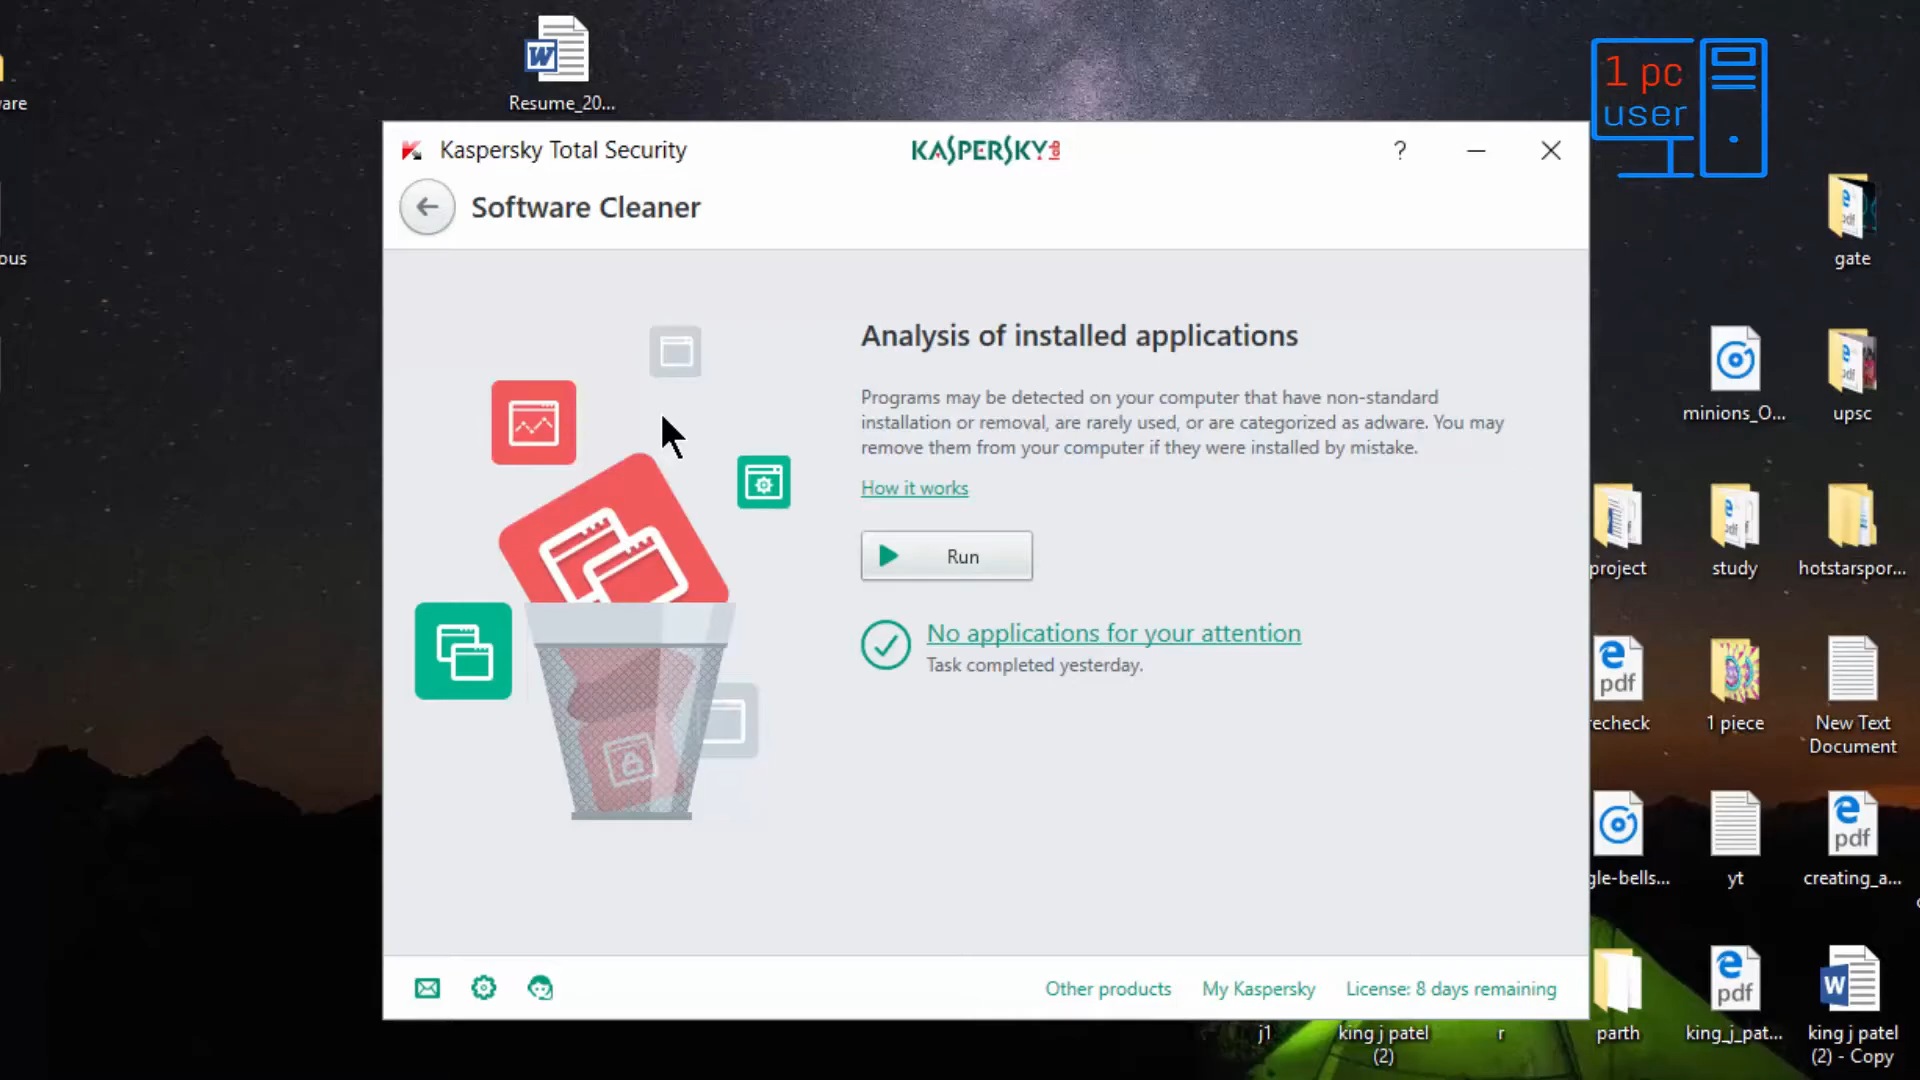 Resume_20...
1 pc
user
Kaspersky Total Security
KASPERSKY lab
?
Software Cleaner
Analysis of installed applications
Programs may be detected on your computer that have non-standard
installation or removal, are rarely used, or are categorized as adware. You may
remove them from your computer if they were installed by mistake.
How it works
Run
No applications for your attention
Task completed yesterday.
Other products
My Kaspersky
License: 8 days remaining
are
ous
gate
minions_O...
upsc
project
study
hotstarspor...
pdf
recheck
1 piece
New Text
Document
gle-bells...
yt
pdf
creating_a...
j1
king j patel
(2)
r
parth
pdf
king_j_pat...
king j patel
(2) - Copy